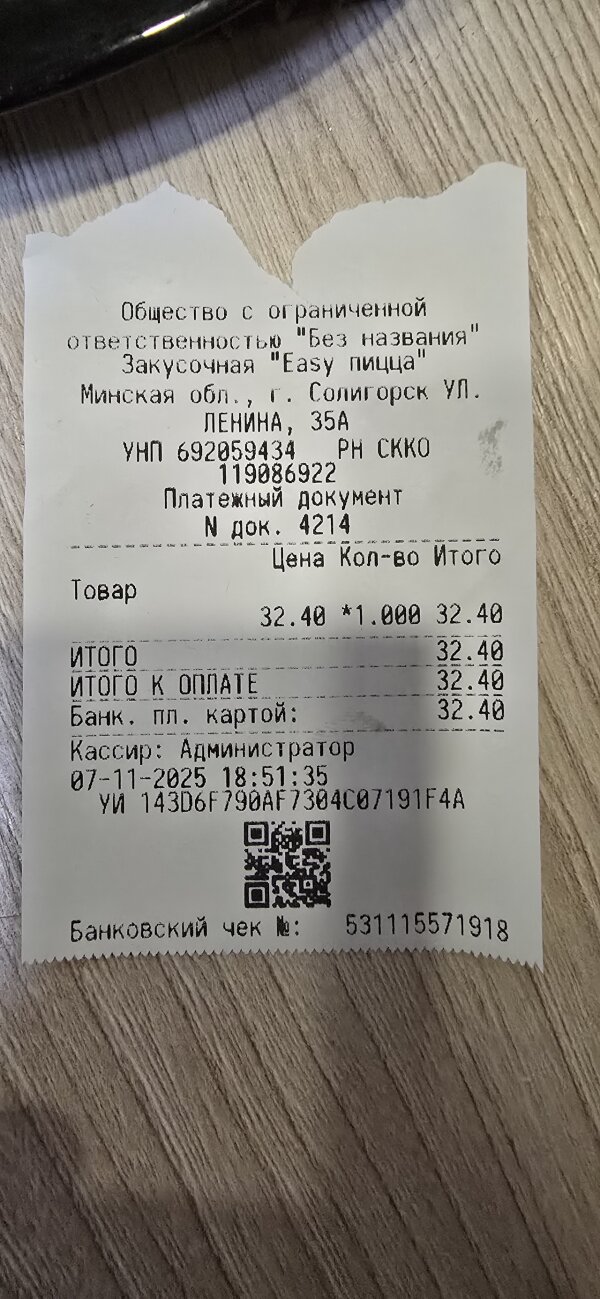 Общество с ограниченной
ответственностью "Без названия"
Закусочная "Easy пицца"
Минская обл., г. Солигорск УЛ.
ЛЕНИНА, 35А
УНП 692059434 РН СККО
119086922
Платежный документ
N док. 4214
Цена Кол-во Итого
Товар
32.40 *1.000 32.40
ИТОГО 32.40
ИТОГО К ОПЛАТЕ 32.40
Банк. пл. картой: 32.40
Кассир: Администратор
07-11-2025 18:51:35
УИ 143D6F790AF7304C07191F4A
Банковский чек №: 531115571918